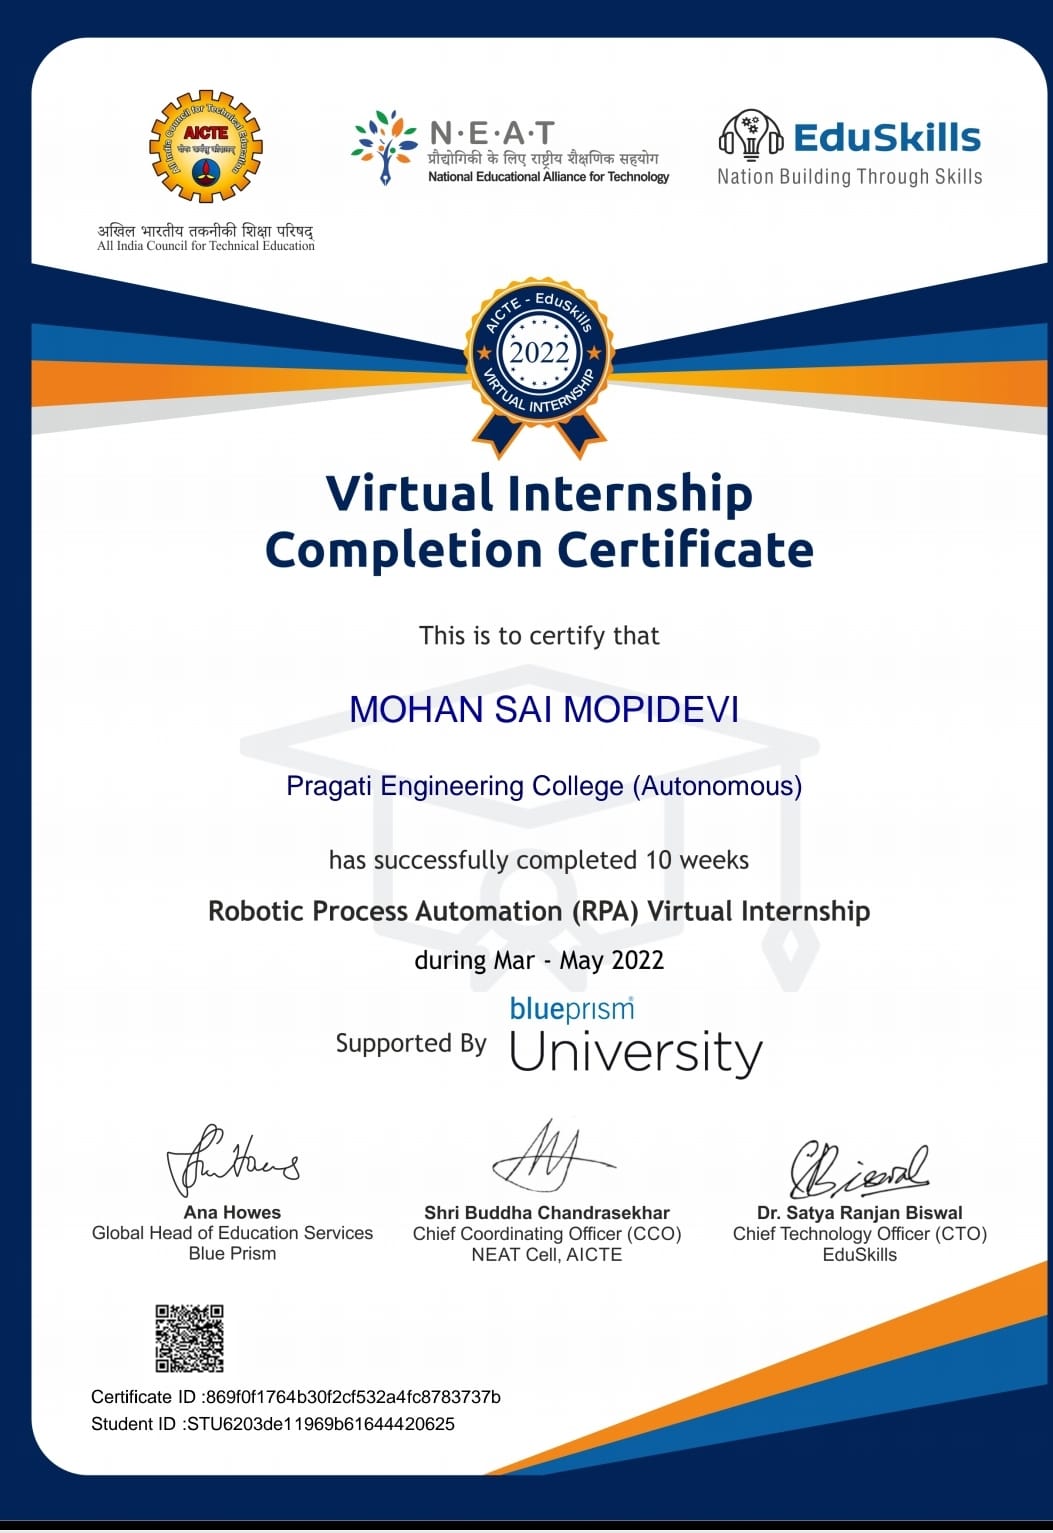 All India Council for Technical Education
AICTE
अखिल भारतीय तकनीकी शिक्षा परिषद्
All India Council for Technical Education
N·E·A·T
प्रौद्योगिकी के लिए राष्ट्रीय शैक्षणिक सहयोग
National Educational Alliance for Technology
EduSkills
Nation Building Through Skills
AICTE - EduSkills
2022
VIRTUAL INTERNSHIP
Virtual Internship
Completion Certificate
This is to certify that
MOHAN SAI MOPIDEVI
Pragati Engineering College (Autonomous)
has successfully completed 10 weeks
Robotic Process Automation (RPA) Virtual Internship
during Mar - May 2022
Supported By
blueprism®
University
Ana Howes
Global Head of Education Services
Blue Prism
Shri Buddha Chandrasekhar
Chief Coordinating Officer (CCO)
NEAT Cell, AICTE
Dr. Satya Ranjan Biswal
Chief Technology Officer (CTO)
EduSkills
Certificate ID :869f0f1764b30f2cf532a4fc8783737b
Student ID :STU6203de11969b61644420625